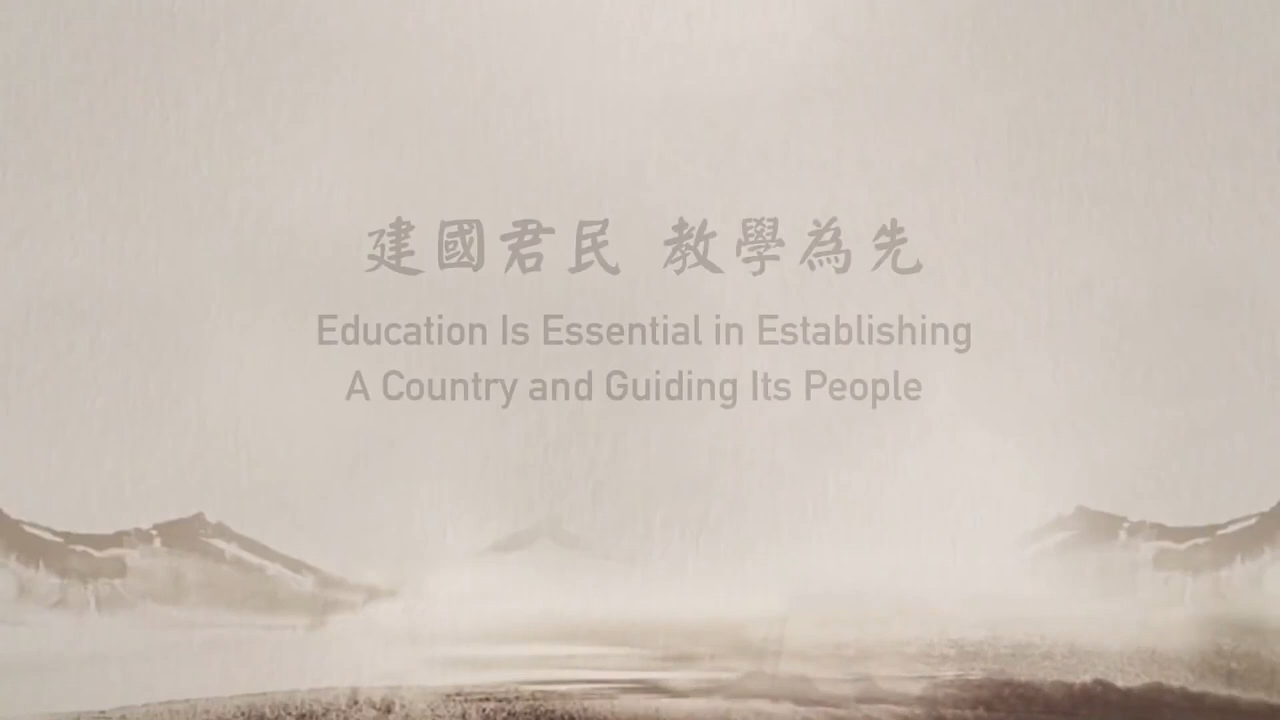 建國君民 教學為先
Education Is Essential in Establishing
A Country and Guiding Its People